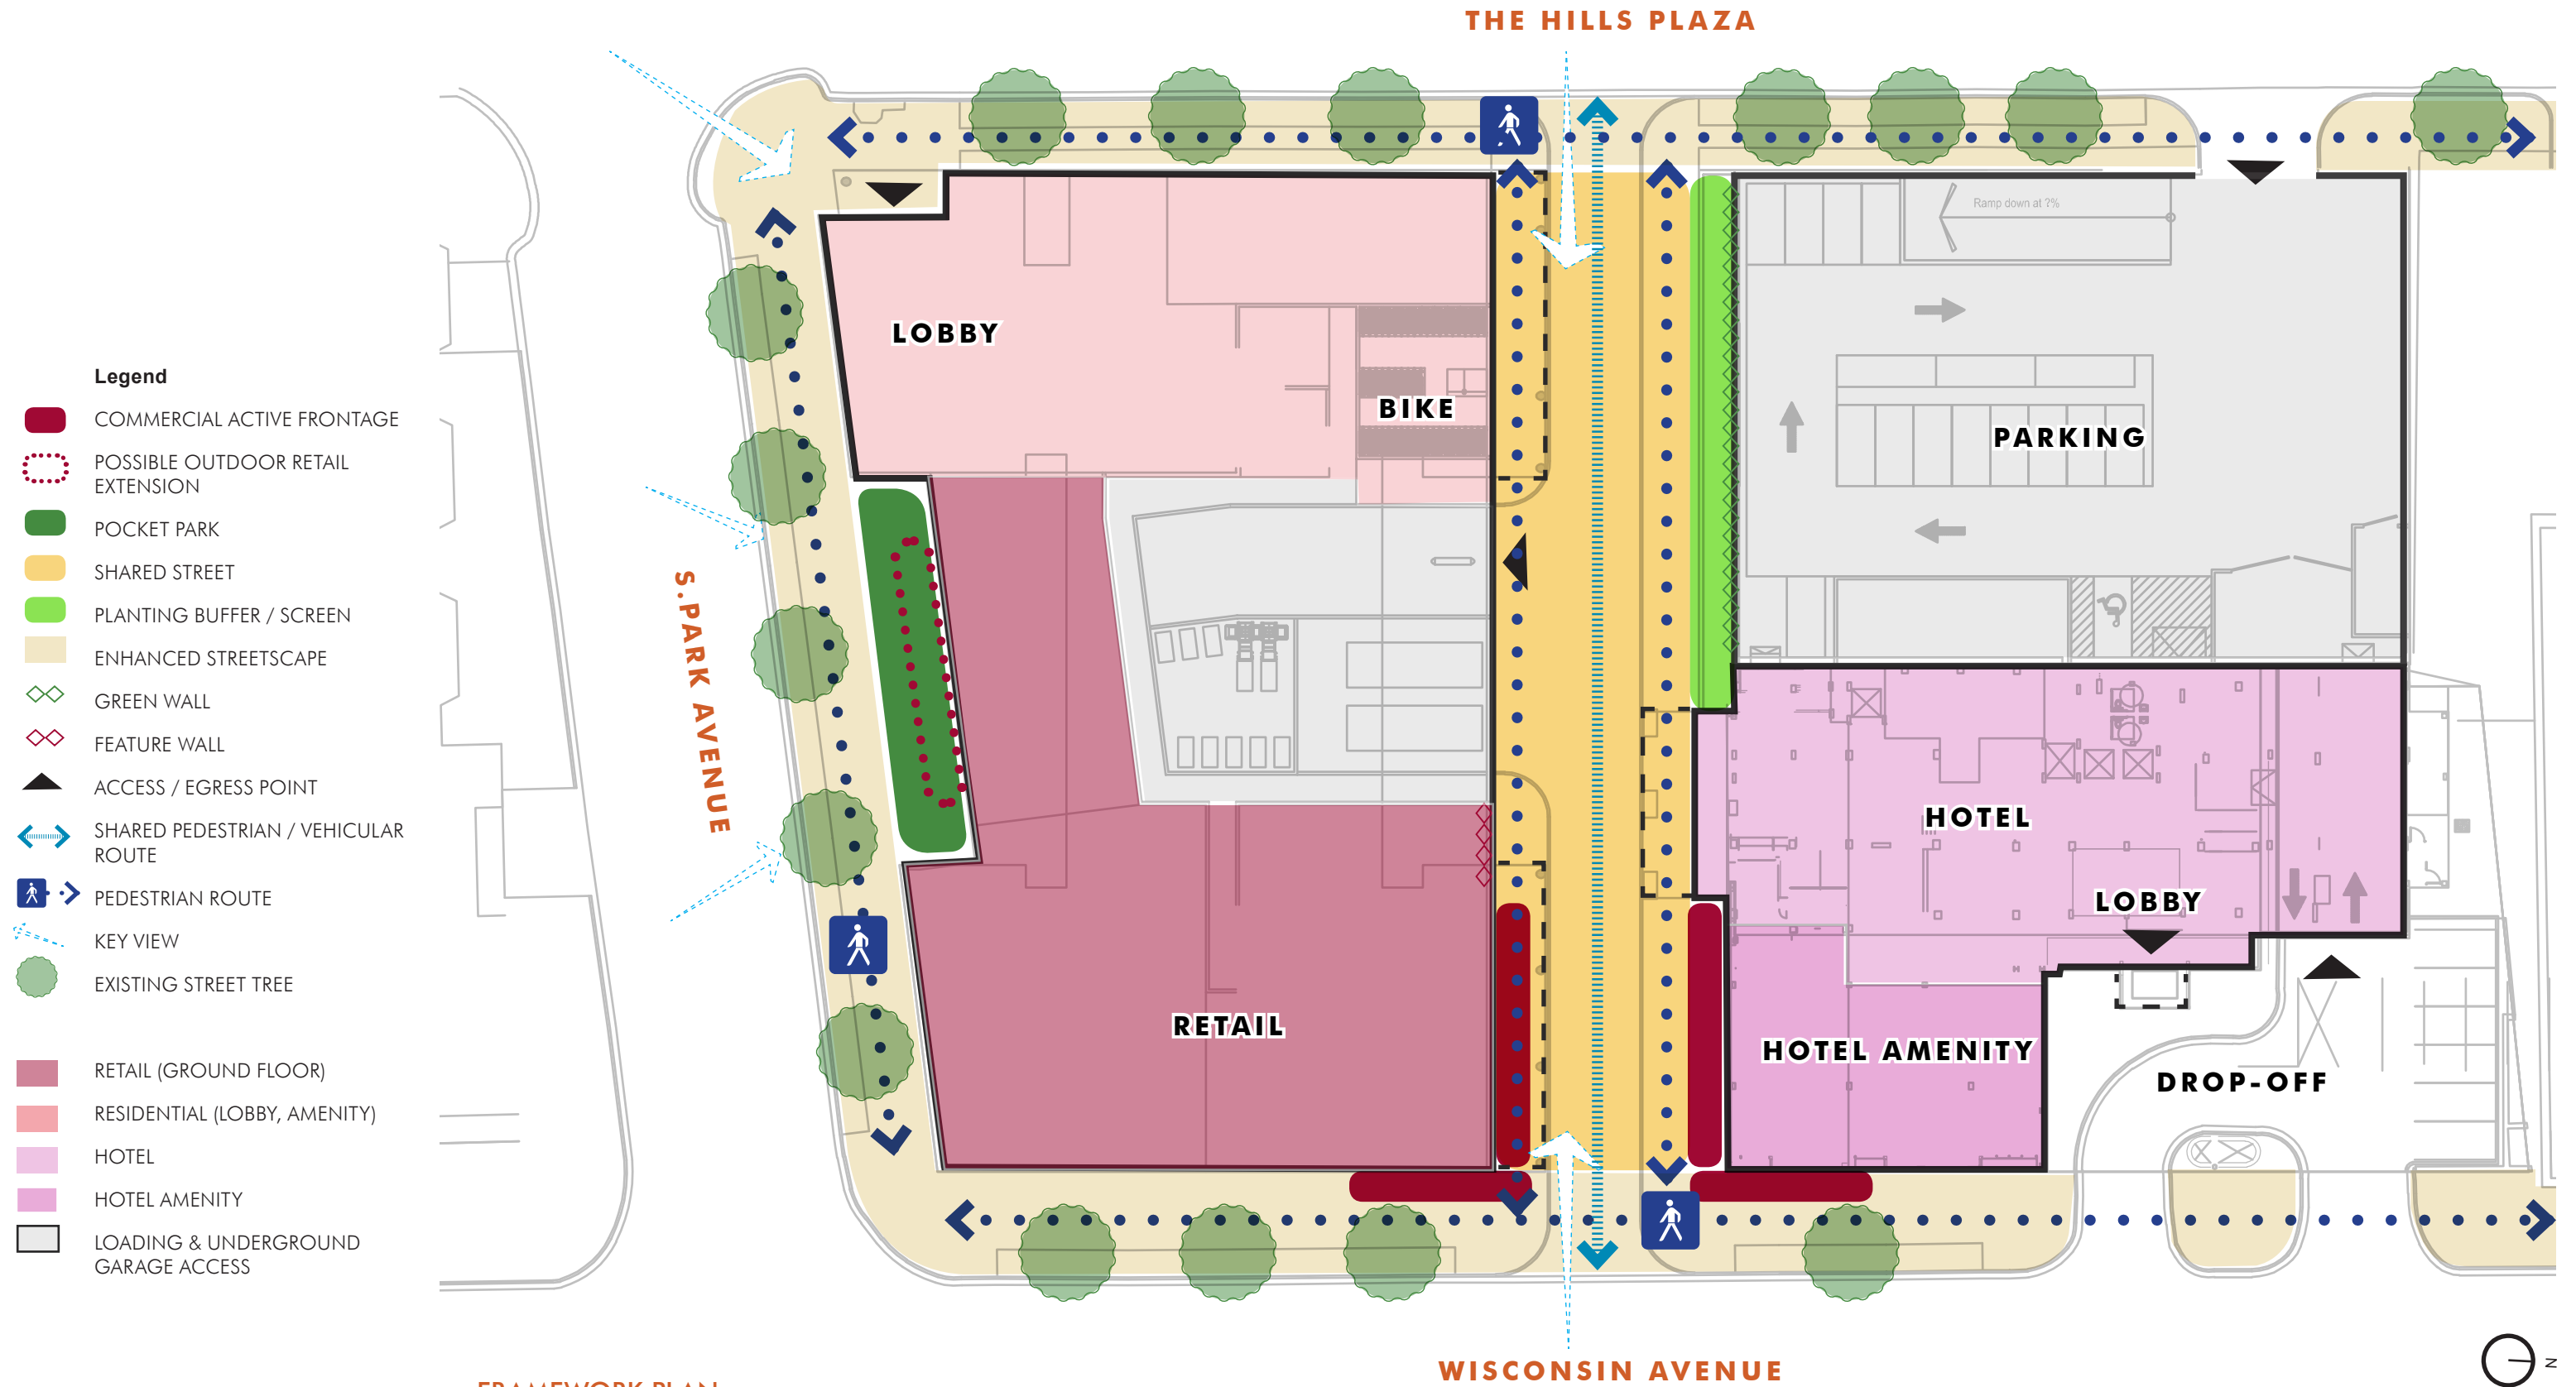 THE HILLS PLAZA
Ramp down at ?%
LOBBY
BIKE
PARKING
Legend
COMMERCIAL ACTIVE FRONTAGE
POSSIBLE OUTDOOR RETAIL
EXTENSION
POCKET PARK
SHARED STREET
PLANTING BUFFER / SCREEN
ENHANCED STREETSCAPE
GREEN WALL
FEATURE WALL
ACCESS / EGRESS POINT
SHARED PEDESTRIAN / VEHICULAR
ROUTE
PEDESTRIAN ROUTE
KEY VIEW
EXISTING STREET TREE
RETAIL (GROUND FLOOR)
RESIDENTIAL (LOBBY, AMENITY)
HOTEL
HOTEL AMENITY
LOADING & UNDERGROUND
GARAGE ACCESS
S.PARK AVENUE
HOTEL
LOBBY
RETAIL
HOTEL AMENITY
DROP-OFF
WISCONSIN AVENUE
FRAMEWORK PLAN
N